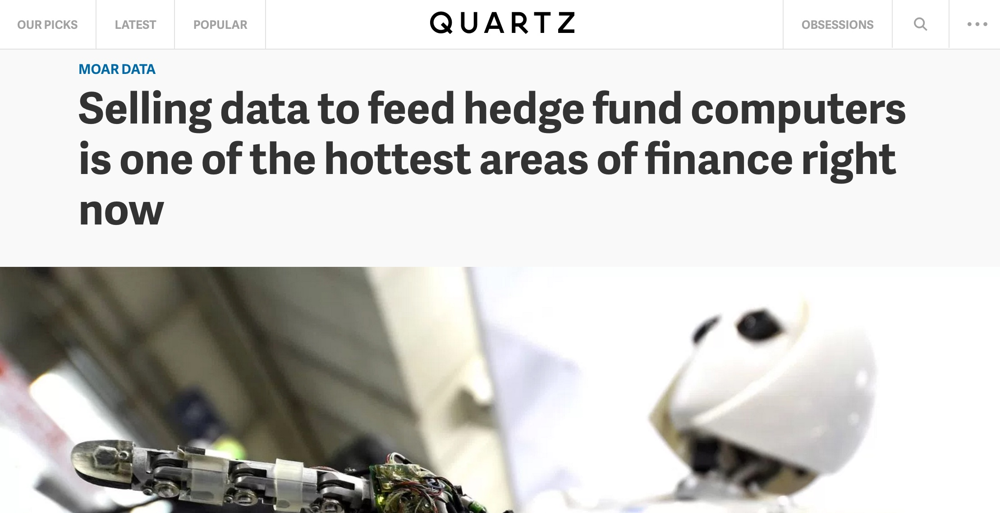 OUR PICKS
LATEST
POPULAR
QUARTZ
OBSESSIONS
MOAR DATA
Selling data to feed hedge fund computers
is one of the hottest areas of finance right
now